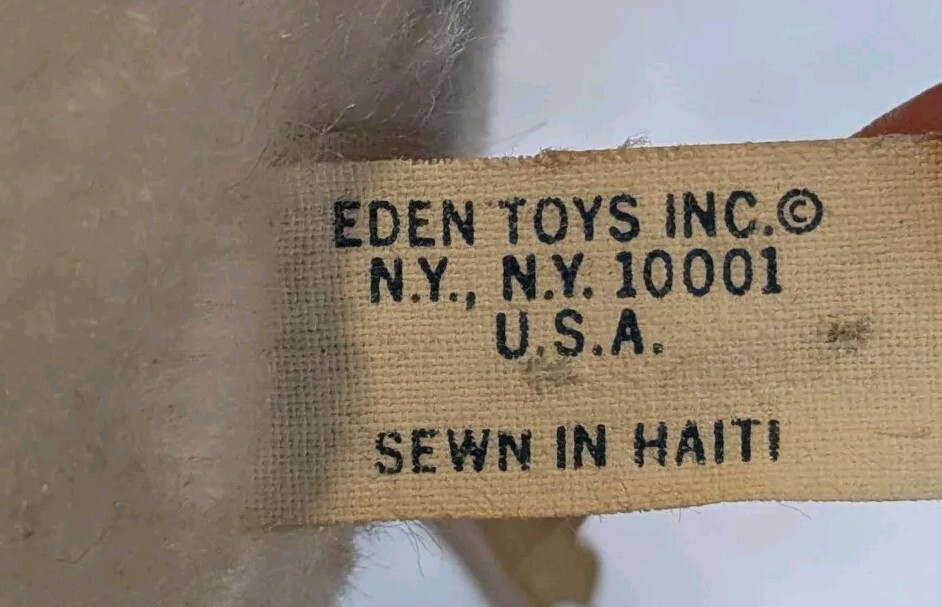 EDEN TOYS INC.©
N.Y., N.Y. 10001
U.S.A.
SEWN IN HAITI